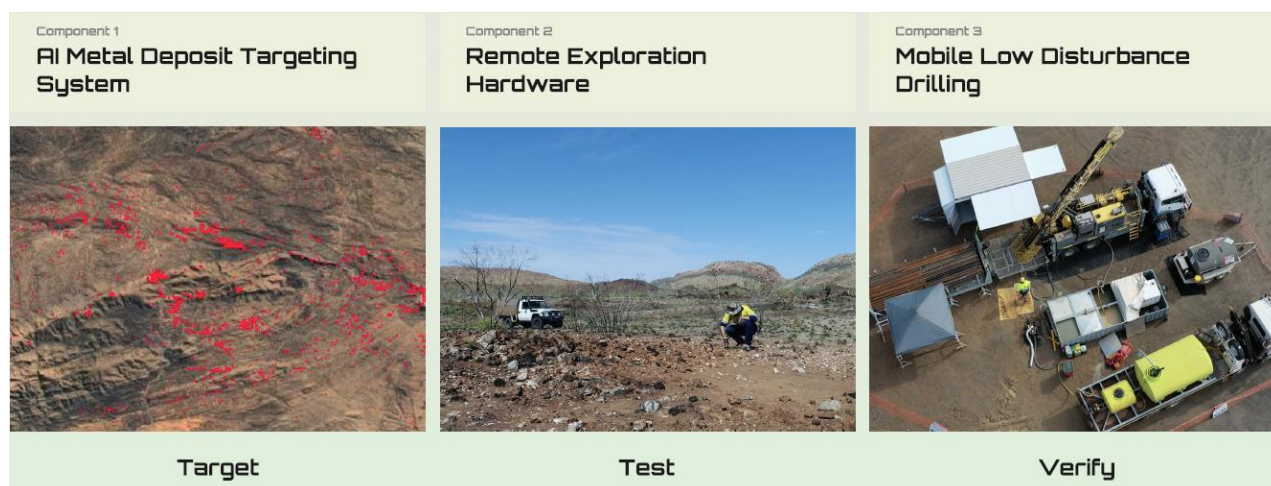 Component 1
AI Metal Deposit Targeting
System
Component 2
Remote Exploration
Hardware
Component 3
Mobile Low Disturbance
Drilling
Target
Test
Verify